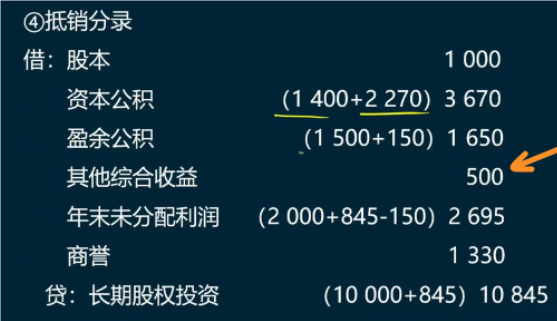 ④抵销分录
借：股本 1 000
资本公积 (1 400+2 270) 3 670
盈余公积 (1 500+150) 1 650
其他综合收益 500
年末未分配利润 (2 000+845-150) 2 695
商誉 1 330
贷：长期股权投资 (10 000+845) 10 845